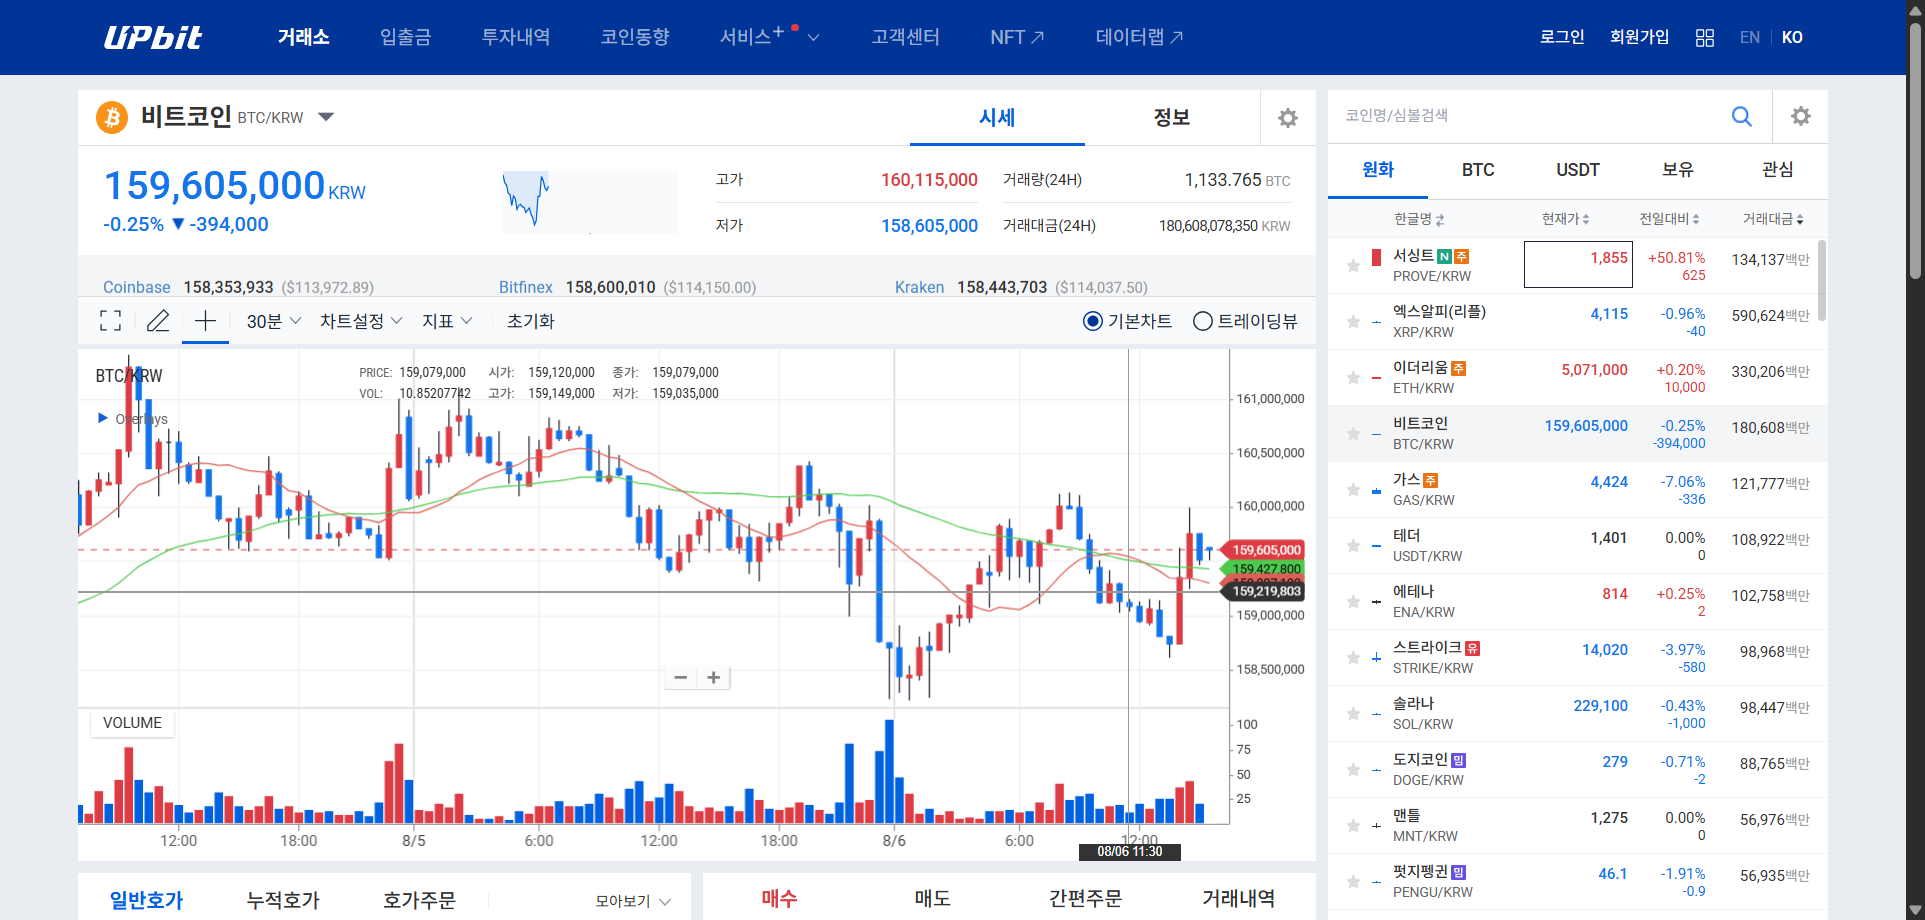 UPbit 거래소 입출금 투자내역 코인동향 서비스+ 고객센터 NFT 데이터랩 로그인 회원가입 EN KO
비트코인 BTC/KRW 시세 정보
159,605,000 KRW
-0.25% ▼ -394,000
고가 160,115,000 거래량(24H) 1,133.765 BTC
저가 158,605,000 거래대금(24H) 180,608,078,350 KRW
Coinbase 158,353,933 ($113,972.89) Bitfinex 158,600,010 ($114,150.00) Kraken 158,443,703 ($114,037.50)
30분 차트설정 지표 초기화 기본차트 트레이딩뷰
BTC/KRW PRICE: 159,079,000 시가: 159,120,000 종가: 159,079,000
VOL: 10.85207742 고가: 159,149,000 저가: 159,035,000
Overlays
161,000,000
160,500,000
160,000,000
159,605,000
159,427,800
159,219,803
159,000,000
158,500,000
VOLUME
100
75
50
25
12:00 18:00 8/5 6:00 12:00 18:00 8/6 6:00 12:00
08/06 11:30
일반호가 누적호가 호가주문 모아보기
매수 매도 간편주문 거래내역
코인명/심볼검색
원화 BTC USDT 보유 관심
한글명 현재가 전일대비 거래대금
서싱트 N 주 1,855 +50.81% 134,137백만
PROVE/KRW 625
엑스알피(리플) 4,115 -0.96% 590,624백만
XRP/KRW -40
이더리움 주 5,071,000 +0.20% 330,206백만
ETH/KRW 10,000
비트코인 159,605,000 -0.25% 180,608백만
BTC/KRW -394,000
가스 주 4,424 -7.06% 121,777백만
GAS/KRW -336
테더 1,401 0.00% 108,922백만
USDT/KRW 0
에테나 814 +0.25% 102,758백만
ENA/KRW 2
스트라이크 유 14,020 -3.97% 98,968백만
STRIKE/KRW -580
솔라나 229,100 -0.43% 98,447백만
SOL/KRW -1,000
도지코인 밈 279 -0.71% 88,765백만
DOGE/KRW -2
맨틀 1,275 0.00% 56,976백만
MNT/KRW 0
펏지펭귄 밈 46.1 -1.91% 56,935백만
PENGU/KRW -0.9